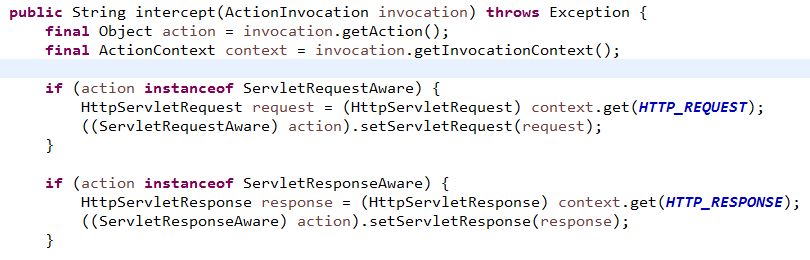 public String intercept(ActionInvocation invocation) throws Exception {
    final Object action = invocation.getAction();
    final ActionContext context = invocation.getInvocationContext();

    if (action instanceof ServletRequestAware) {
        HttpServletRequest request = (HttpServletRequest) context.get(HTTP_REQUEST);
        ((ServletRequestAware) action).setServletRequest(request);
    }

    if (action instanceof ServletResponseAware) {
        HttpServletResponse response = (HttpServletResponse) context.get(HTTP_RESPONSE);
        ((ServletResponseAware) action).setServletResponse(response);
    }